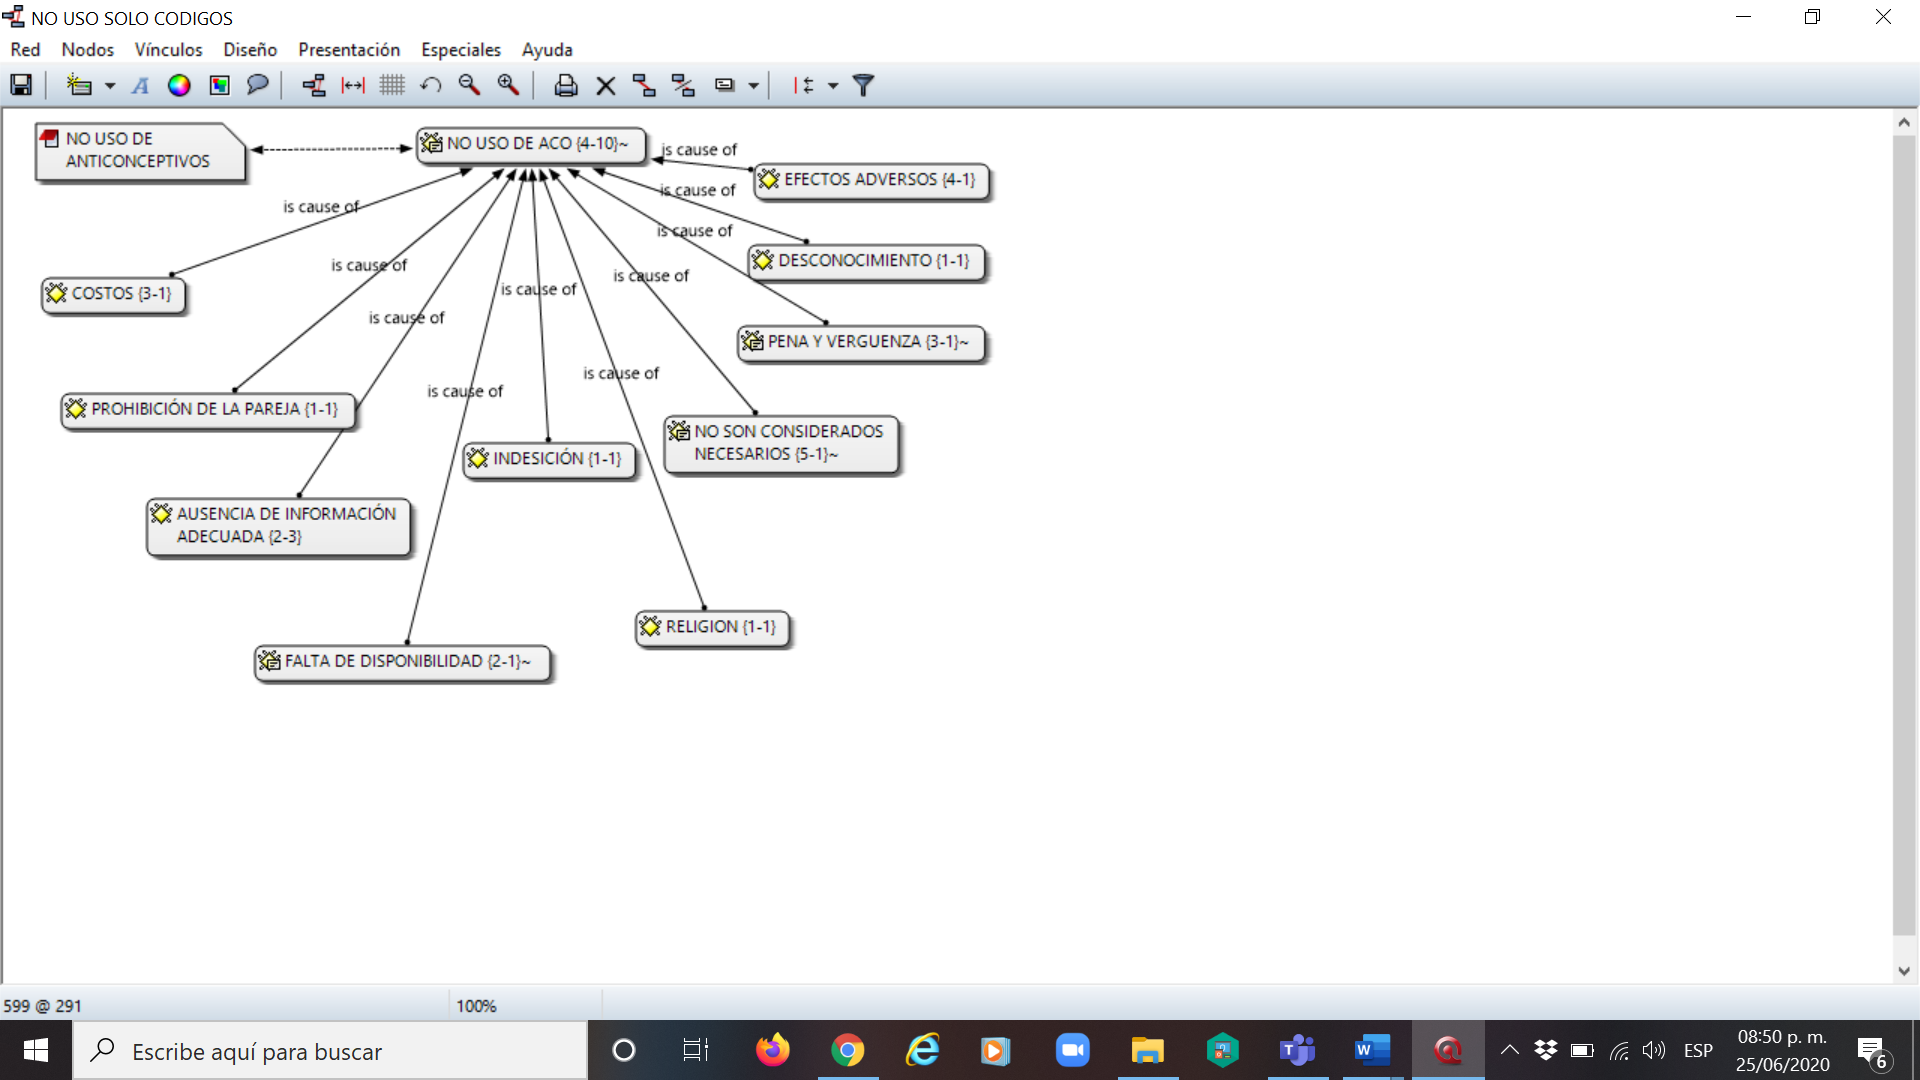 NO USO SOLO CODIGOS
Red Nodos Vínculos Diseño Presentación Especiales Ayuda
NO USO DE
ANTICONCEPTIVOS
NO USO DE ACO {4-10}~
is cause of
EFECTOS ADVERSOS {4-1}
is cause of
is cause of
is cause of
DESCONOCIMIENTO {1-1}
is cause of
is cause of
is cause of
COSTOS {3-1}
is cause of
PENA Y VERGUENZA {3-1}~
is cause of
is cause of
PROHIBICIÓN DE LA PAREJA {1-1}
NO SON CONSIDERADOS
NECESARIOS {5-1}~
INDESICIÓN {1-1}
AUSENCIA DE INFORMACIÓN
ADECUADA {2-3}
RELIGION {1-1}
FALTA DE DISPONIBILIDAD {2-1}~
599 @ 291
100%
Escribe aquí para buscar
ESP
08:50 p. m.
25/06/2020
6